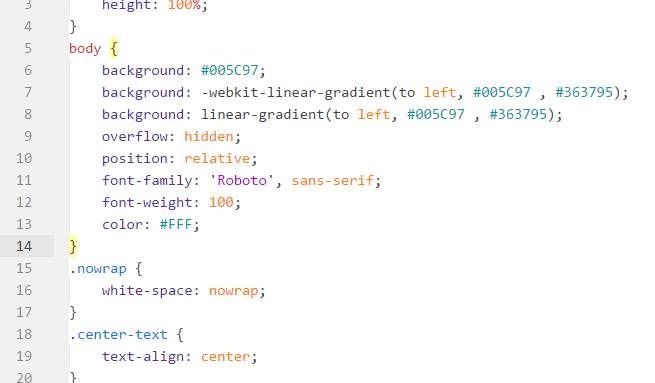 3 height: 100%;
4 }
5 body {
6 background: #005C97;
7 background: -webkit-linear-gradient(to left, #005C97 , #363795);
8 background: linear-gradient(to left, #005C97 , #363795);
9 overflow: hidden;
10 position: relative;
11 font-family: 'Roboto', sans-serif;
12 font-weight: 100;
13 color: #FFF;
14 }
15 .nowrap {
16 white-space: nowrap;
17 }
18 .center-text {
19 text-align: center;
20 }